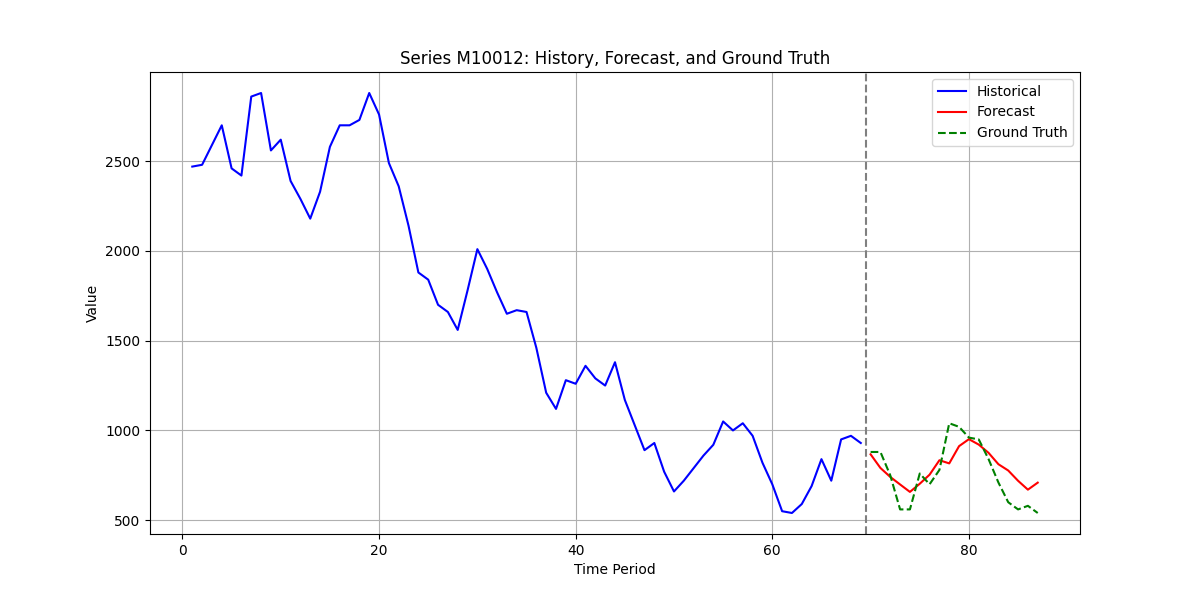 Series M10012: History, Forecast, and Ground Truth
Historical
Forecast
Ground Truth
Value
2500
2000
1500
1000
500
0 20 40 60 80
Time Period